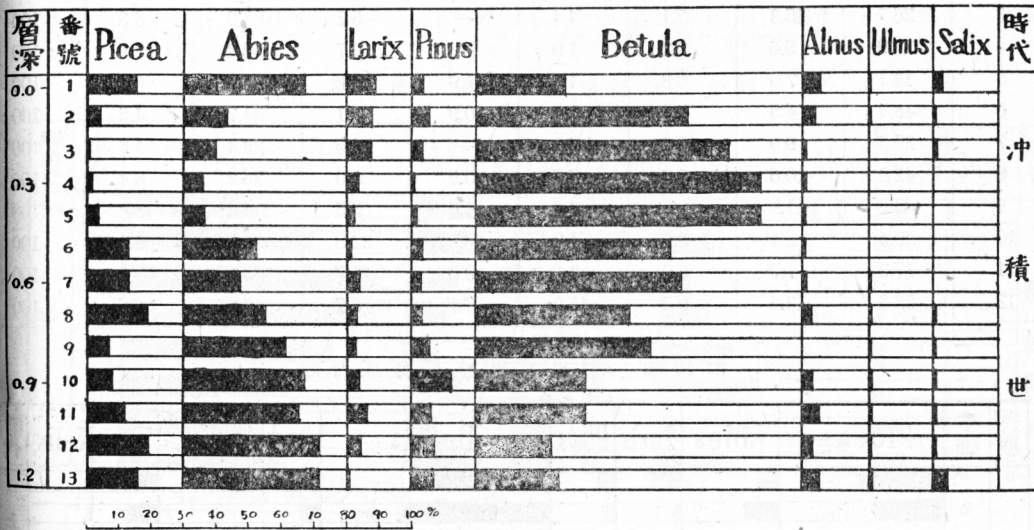 層深 番號 Picea Abies Larix Pinus Betula Alnus Ulmus Salix 時代
0.0 1
2
3 冲
0.3 4
5
6
0.6 7 積
8
9
0.9 10 世
11
12
1.2 13
10 20 30 40 50 60 70 80 90 100%